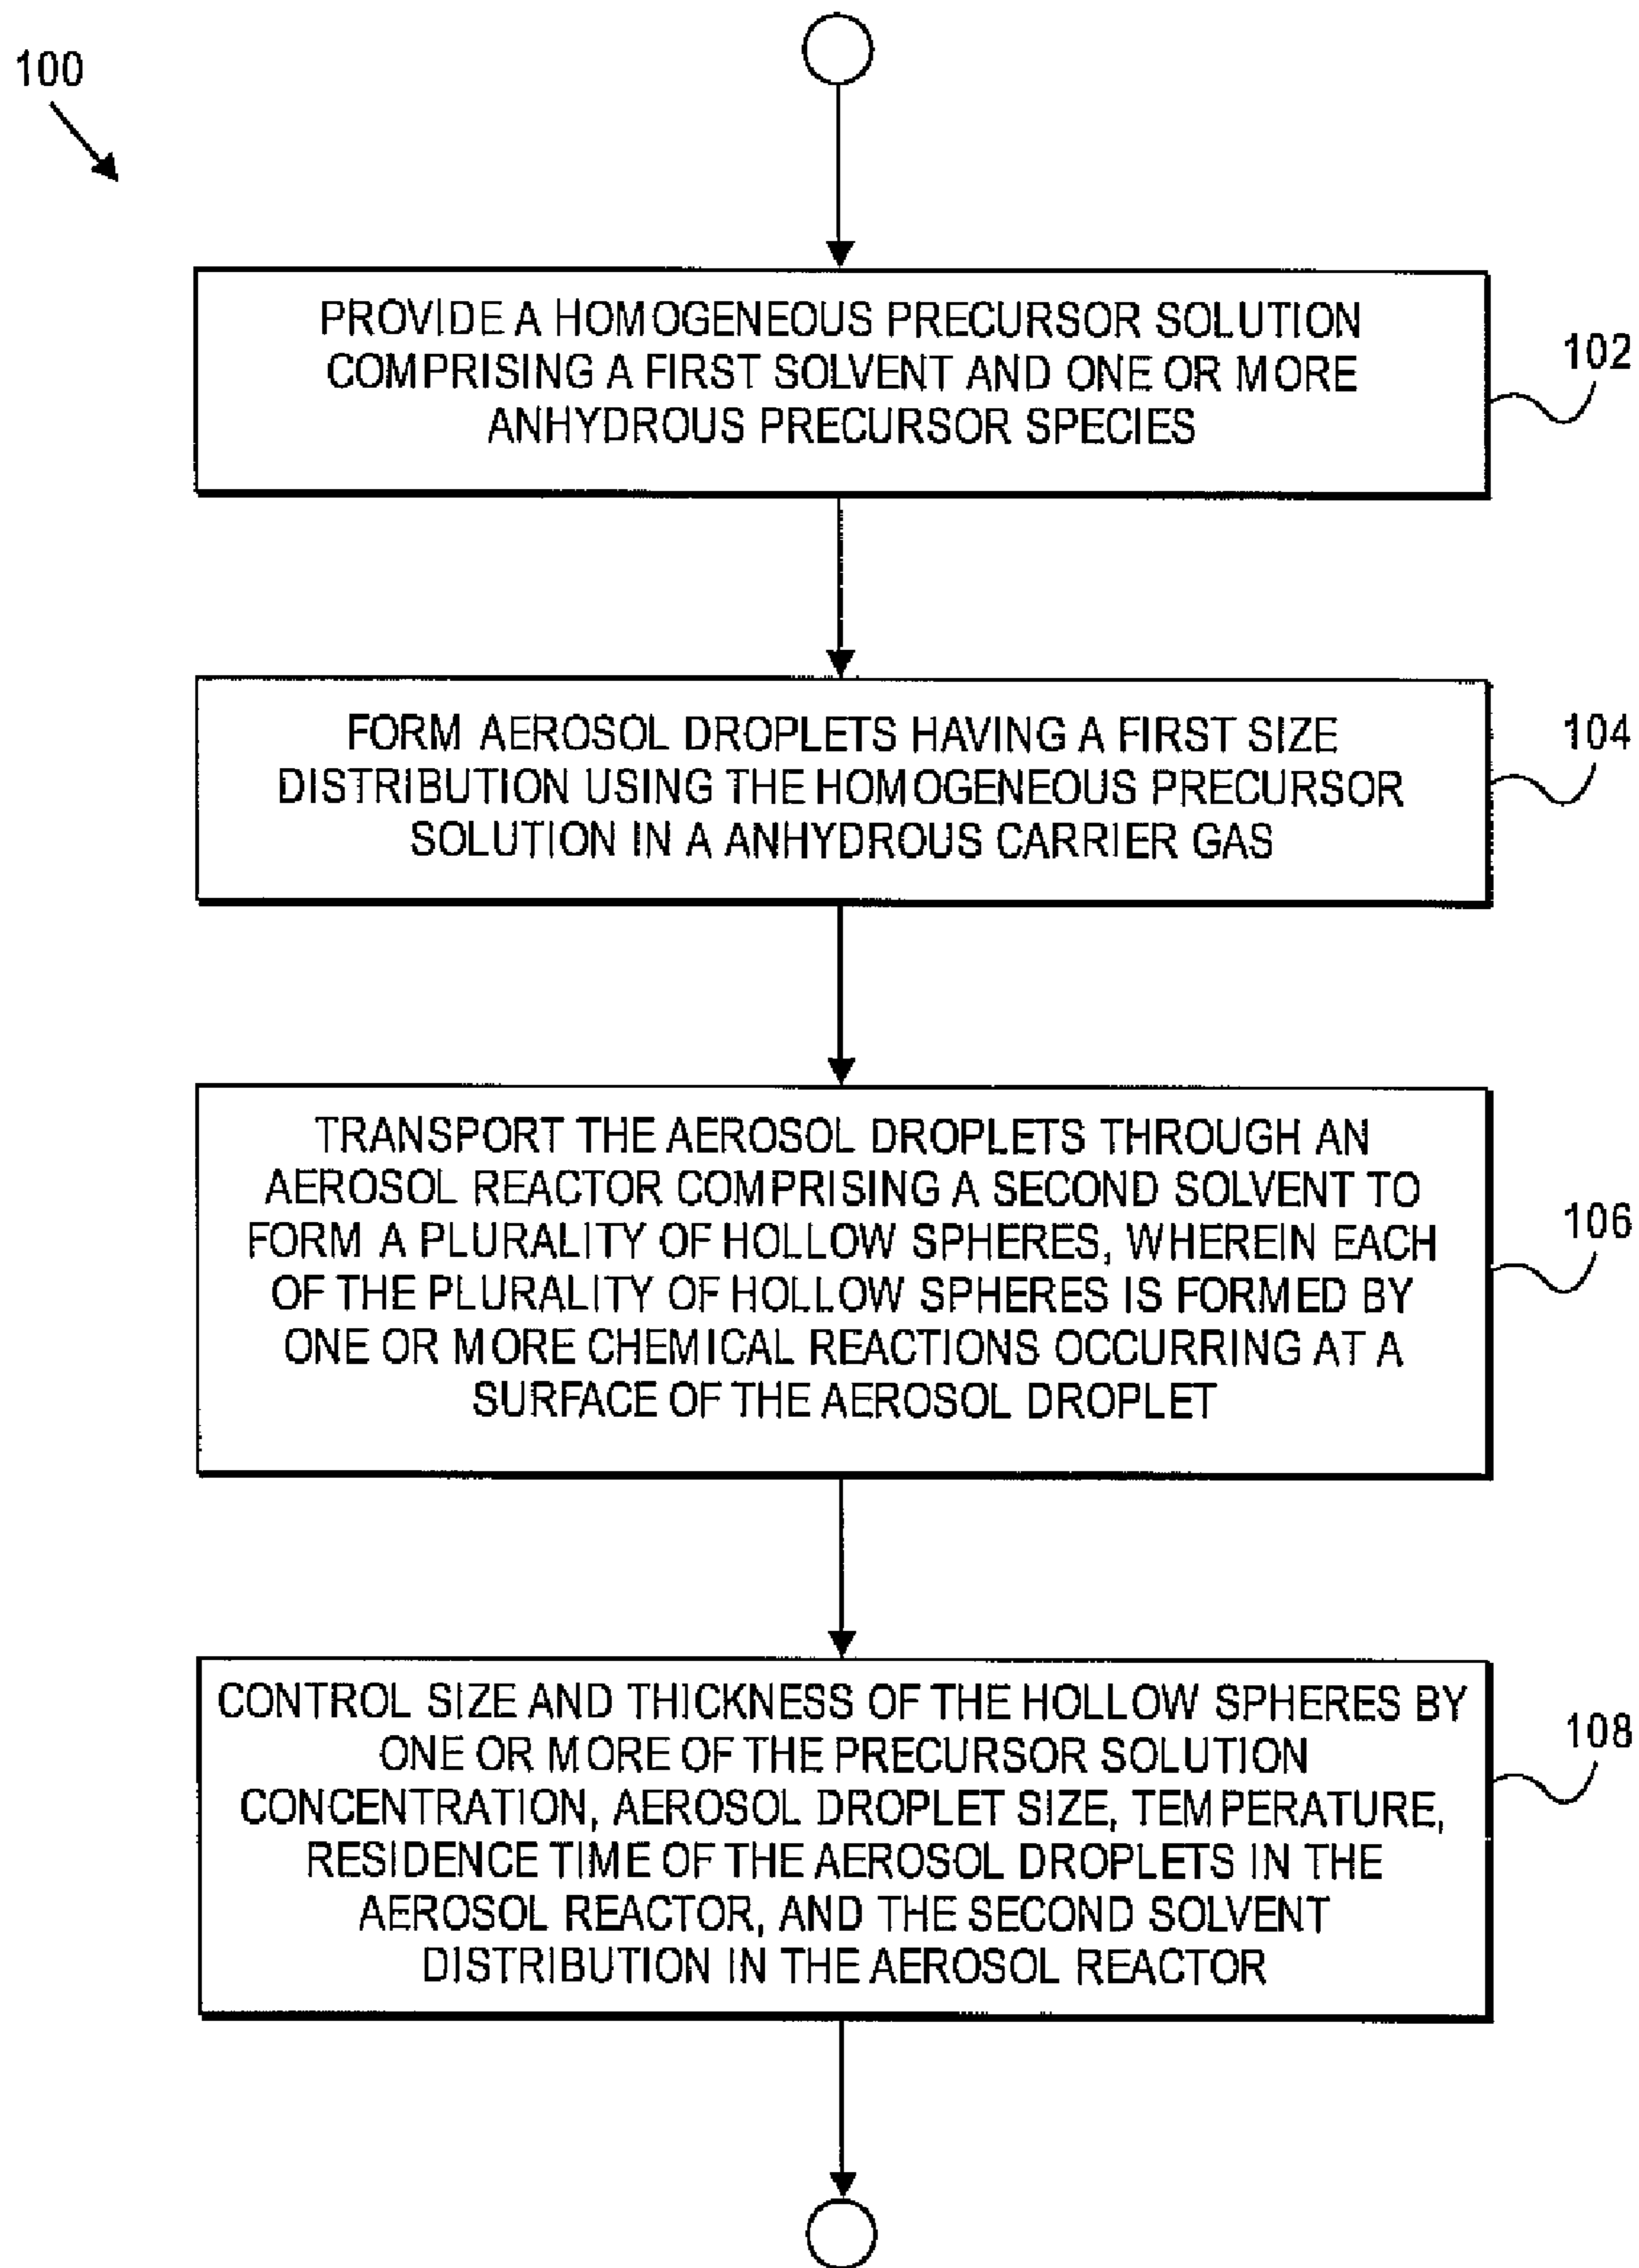 100
PROVIDE A HOMOGENEOUS PRECURSOR SOLUTION
COMPRISING A FIRST SOLVENT AND ONE OR MORE
ANHYDROUS PRECURSOR SPECIES
102
FORM AEROSOL DROPLETS HAVING A FIRST SIZE
DISTRIBUTION USING THE HOMOGENEOUS PRECURSOR
SOLUTION IN A ANHYDROUS CARRIER GAS
104
TRANSPORT THE AEROSOL DROPLETS THROUGH AN
AEROSOL REACTOR COMPRISING A SECOND SOLVENT TO
FORM A PLURALITY OF HOLLOW SPHERES, WHEREIN EACH
OF THE PLURALITY OF HOLLOW SPHERES IS FORMED BY
ONE OR MORE CHEMICAL REACTIONS OCCURRING AT A
SURFACE OF THE AEROSOL DROPLET
106
CONTROL SIZE AND THICKNESS OF THE HOLLOW SPHERES BY
ONE OR MORE OF THE PRECURSOR SOLUTION
CONCENTRATION, AEROSOL DROPLET SIZE, TEMPERATURE,
RESIDENCE TIME OF THE AEROSOL DROPLETS IN THE
AEROSOL REACTOR, AND THE SECOND SOLVENT
DISTRIBUTION IN THE AEROSOL REACTOR
108